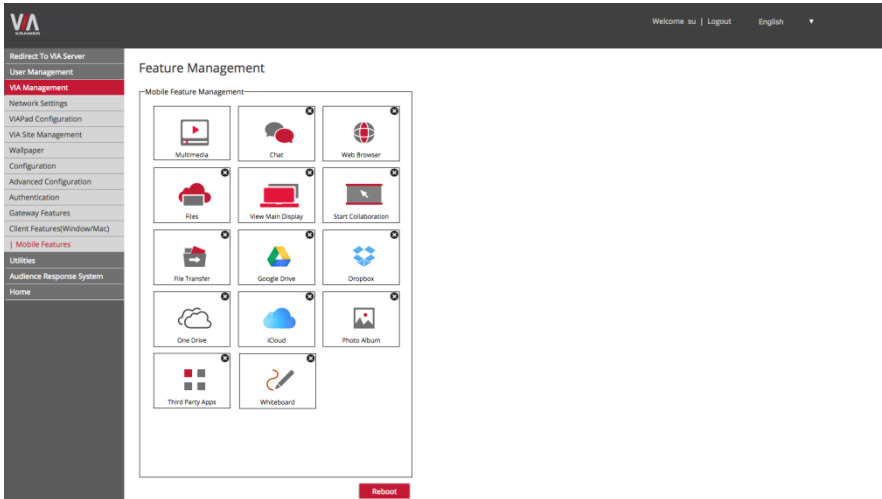 VIA
KRAMER
Welcome su | Logout English ▼
Redirect To VIA Server
User Management
VIA Management
Network Settings
VIAPad Configuration
VIA Site Management
Wallpaper
Configuration
Advanced Configuration
Authentication
Gateway Features
Client Features(Window/Mac)
| Mobile Features
Utilities
Audience Response System
Home
Feature Management
Mobile Feature Management
Multimedia Chat Web Browser
Files View Main Display Start Collaboration
File Transfer Google Drive Dropbox
One Drive iCloud Photo Album
Third Party Apps Whiteboard
Reboot